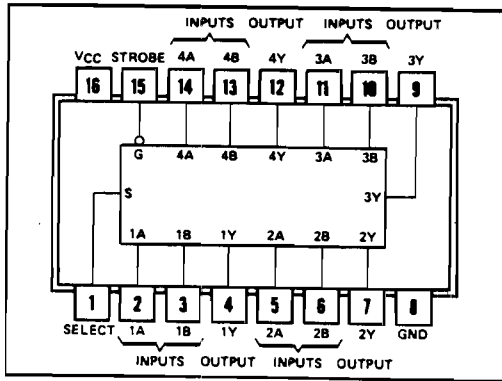 INPUTS OUTPUT INPUTS OUTPUT
VCC STROBE 4A 4B 4Y 3A 3B 3Y
16 15 14 13 12 11 10 9
G 4A 4B 4Y 3A 3B
S 3Y
1A 1B 1Y 2A 2B 2Y
1 2 3 4 5 6 7 8
SELECT 1A 1B 1Y 2A 2B 2Y GND
INPUTS OUTPUT INPUTS OUTPUT